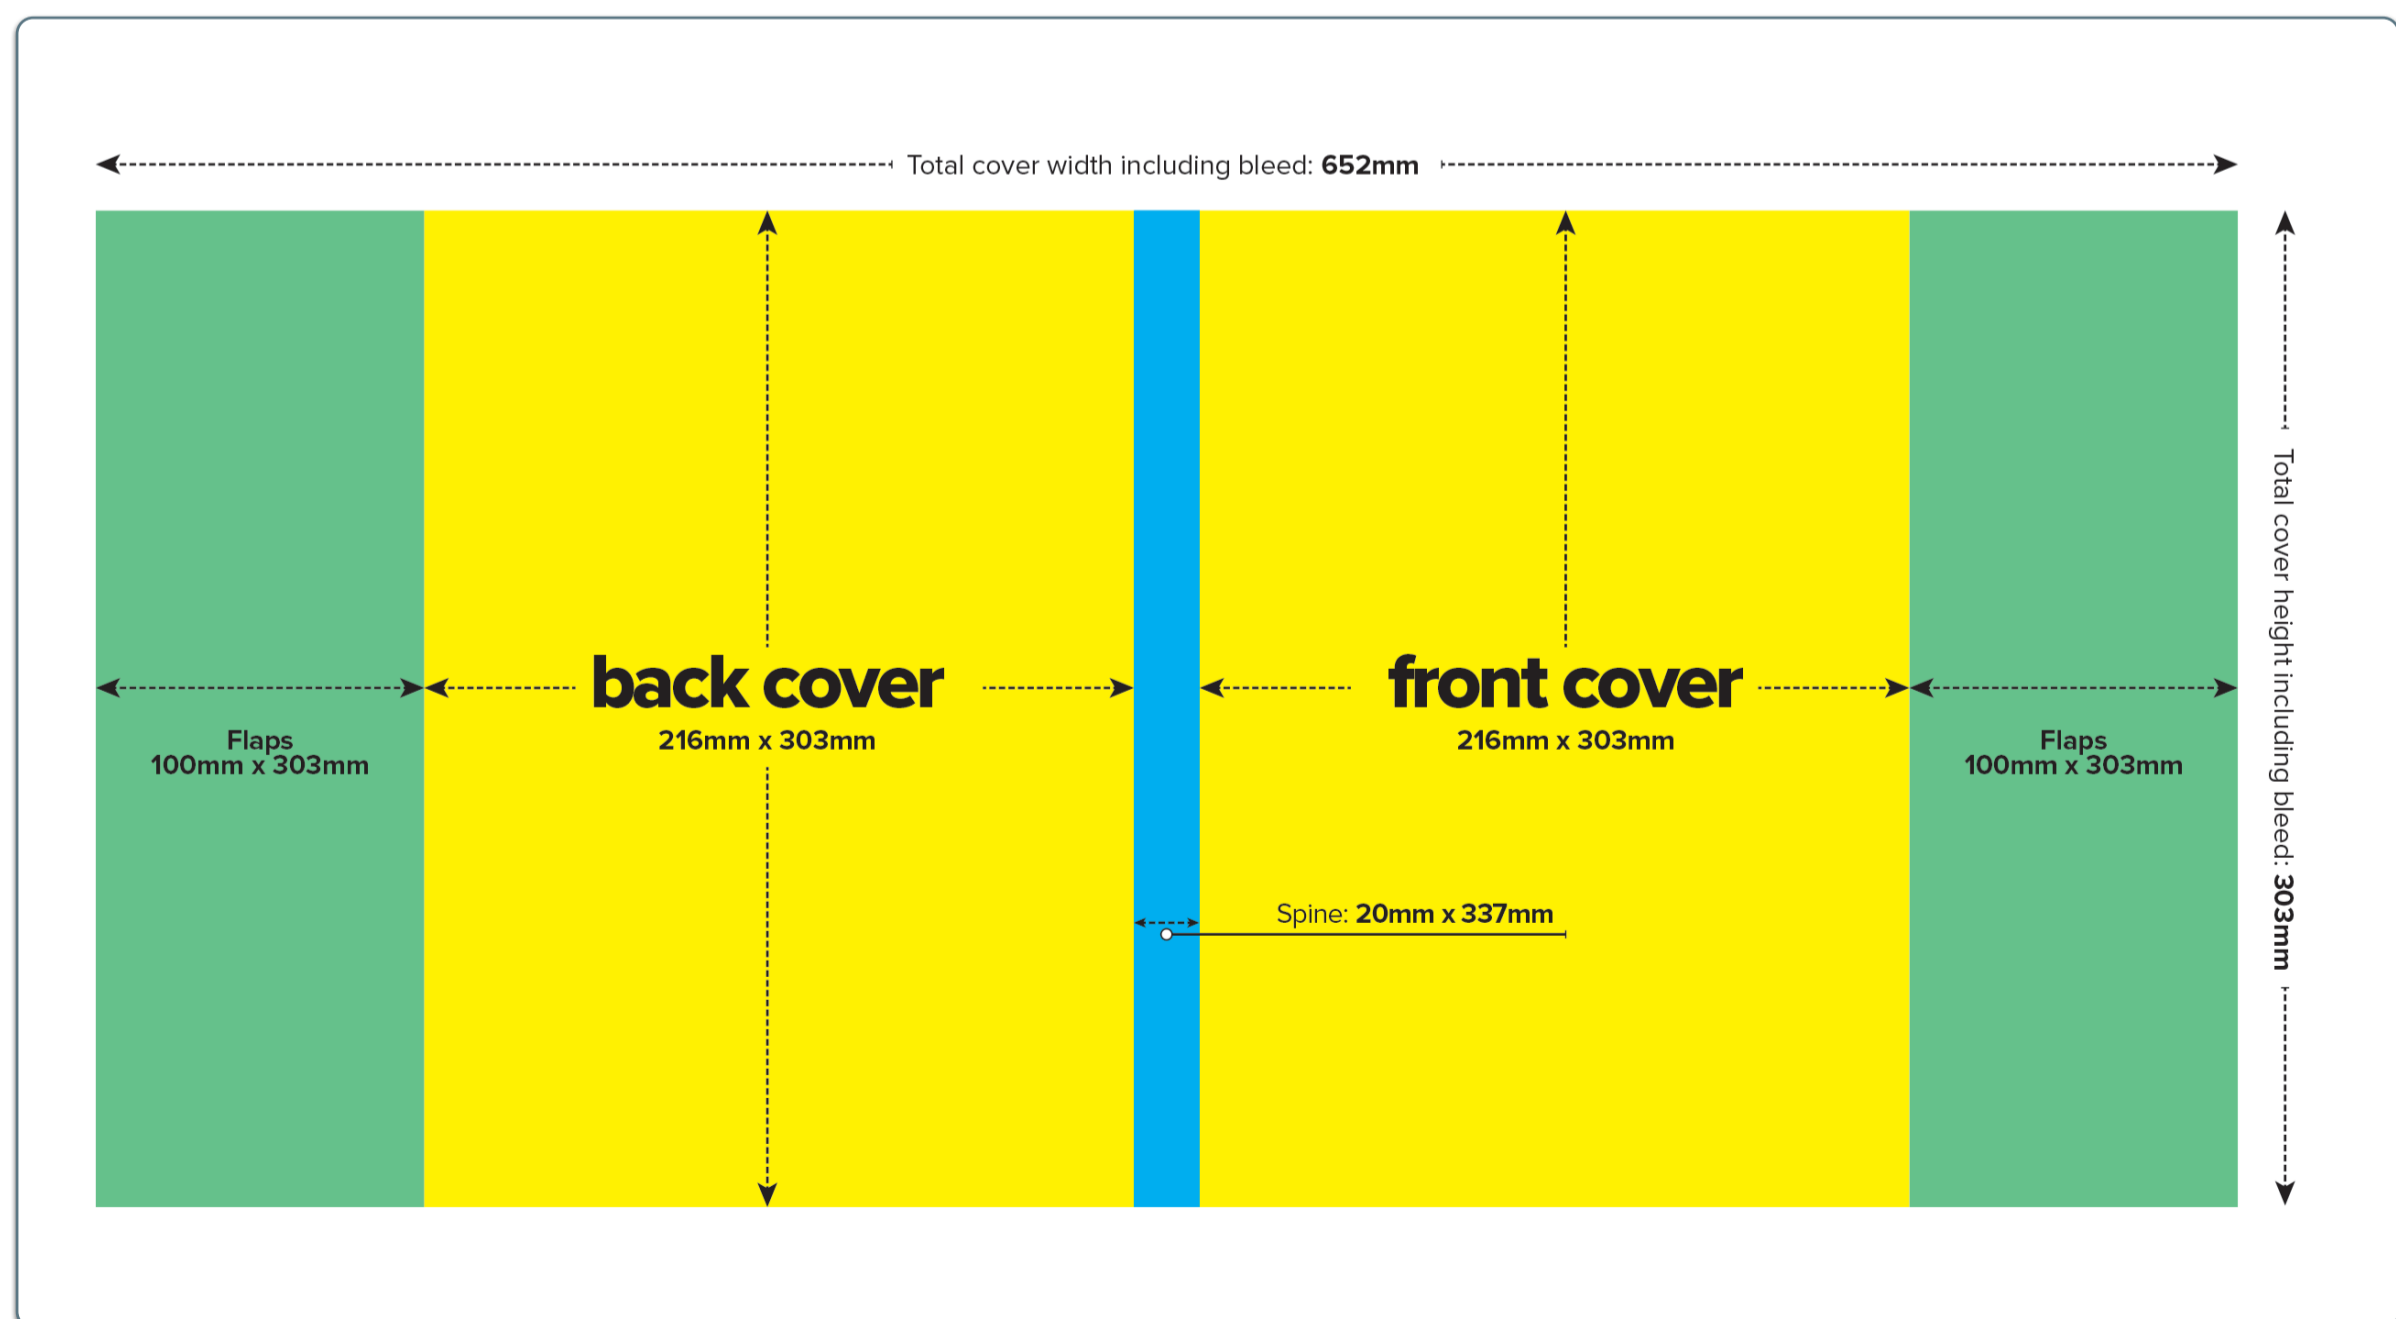 Total cover width including bleed: 652mm
back cover
216mm x 303mm
front cover
216mm x 303mm
Flaps
100mm x 303mm
Flaps
100mm x 303mm
Spine: 20mm x 337mm
Total cover height including bleed: 303mm